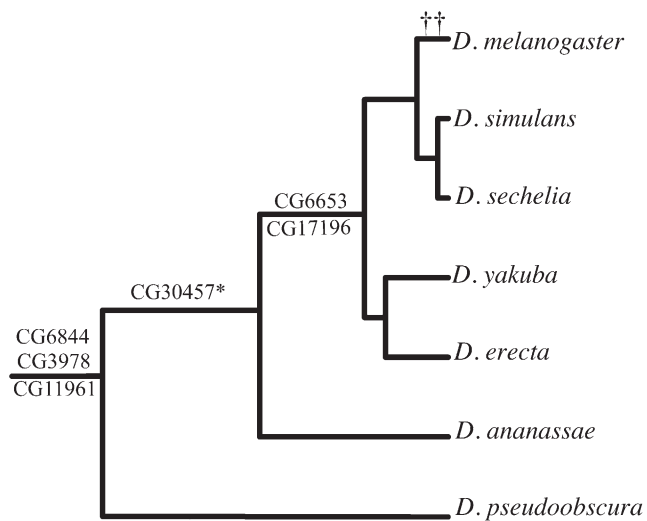 ††
D. melanogaster
D. simulans
D. sechelia
CG6653
CG17196
D. yakuba
CG30457*
CG6844
CG3978
CG11961
D. erecta
D. ananassae
D. pseudoobscura